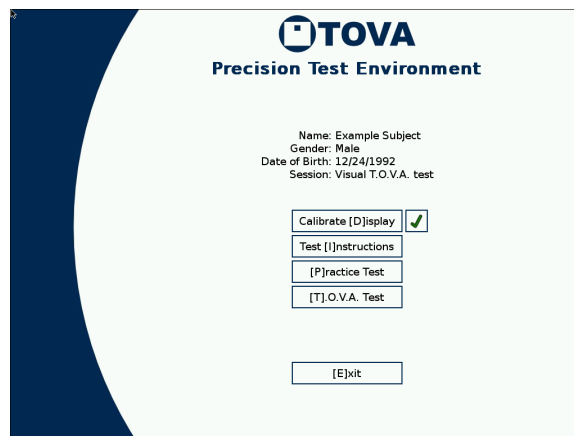 TOVA
Precision Test Environment
Name: Example Subject
Gender: Male
Date of Birth: 12/24/1992
Session: Visual T.O.V.A. test
Calibrate [D]isplay
Test [I]nstructions
[P]ractice Test
[T].O.V.A. Test
[E]xit